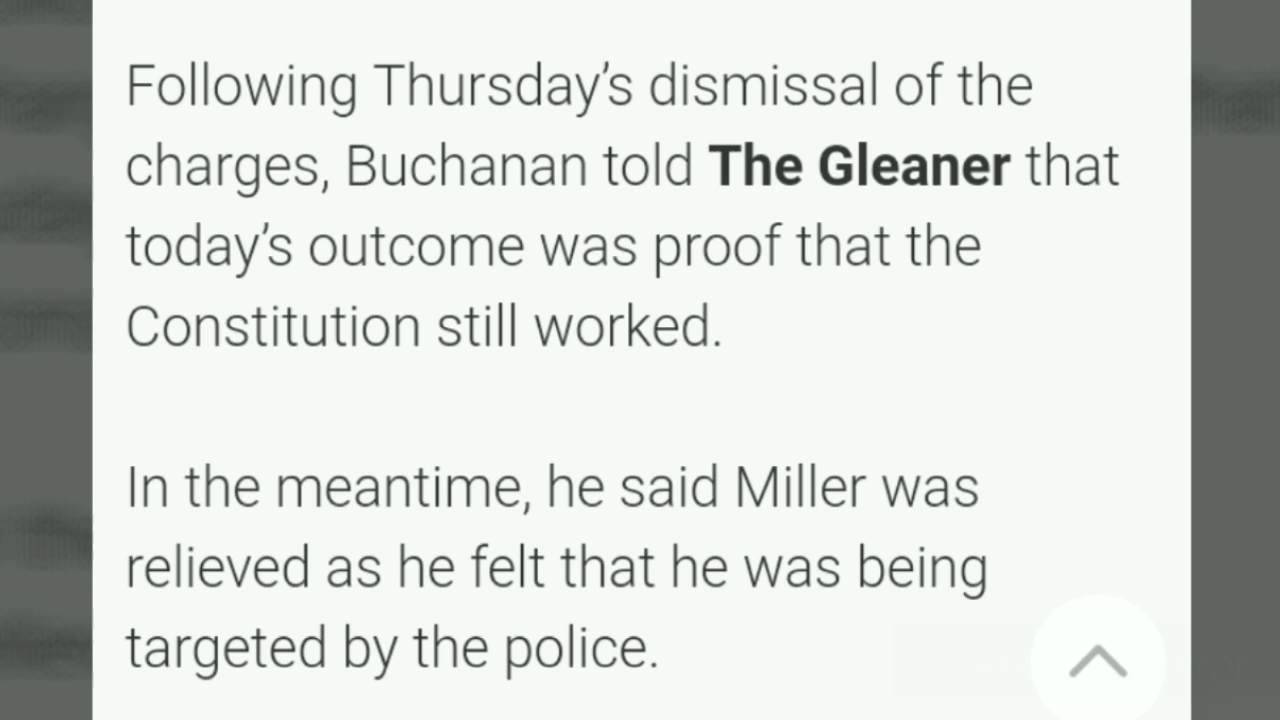 Following Thursday’s dismissal of the
charges, Buchanan told The Gleaner that
today’s outcome was proof that the
Constitution still worked.
In the meantime, he said Miller was
relieved as he felt that he was being
targeted by the police.